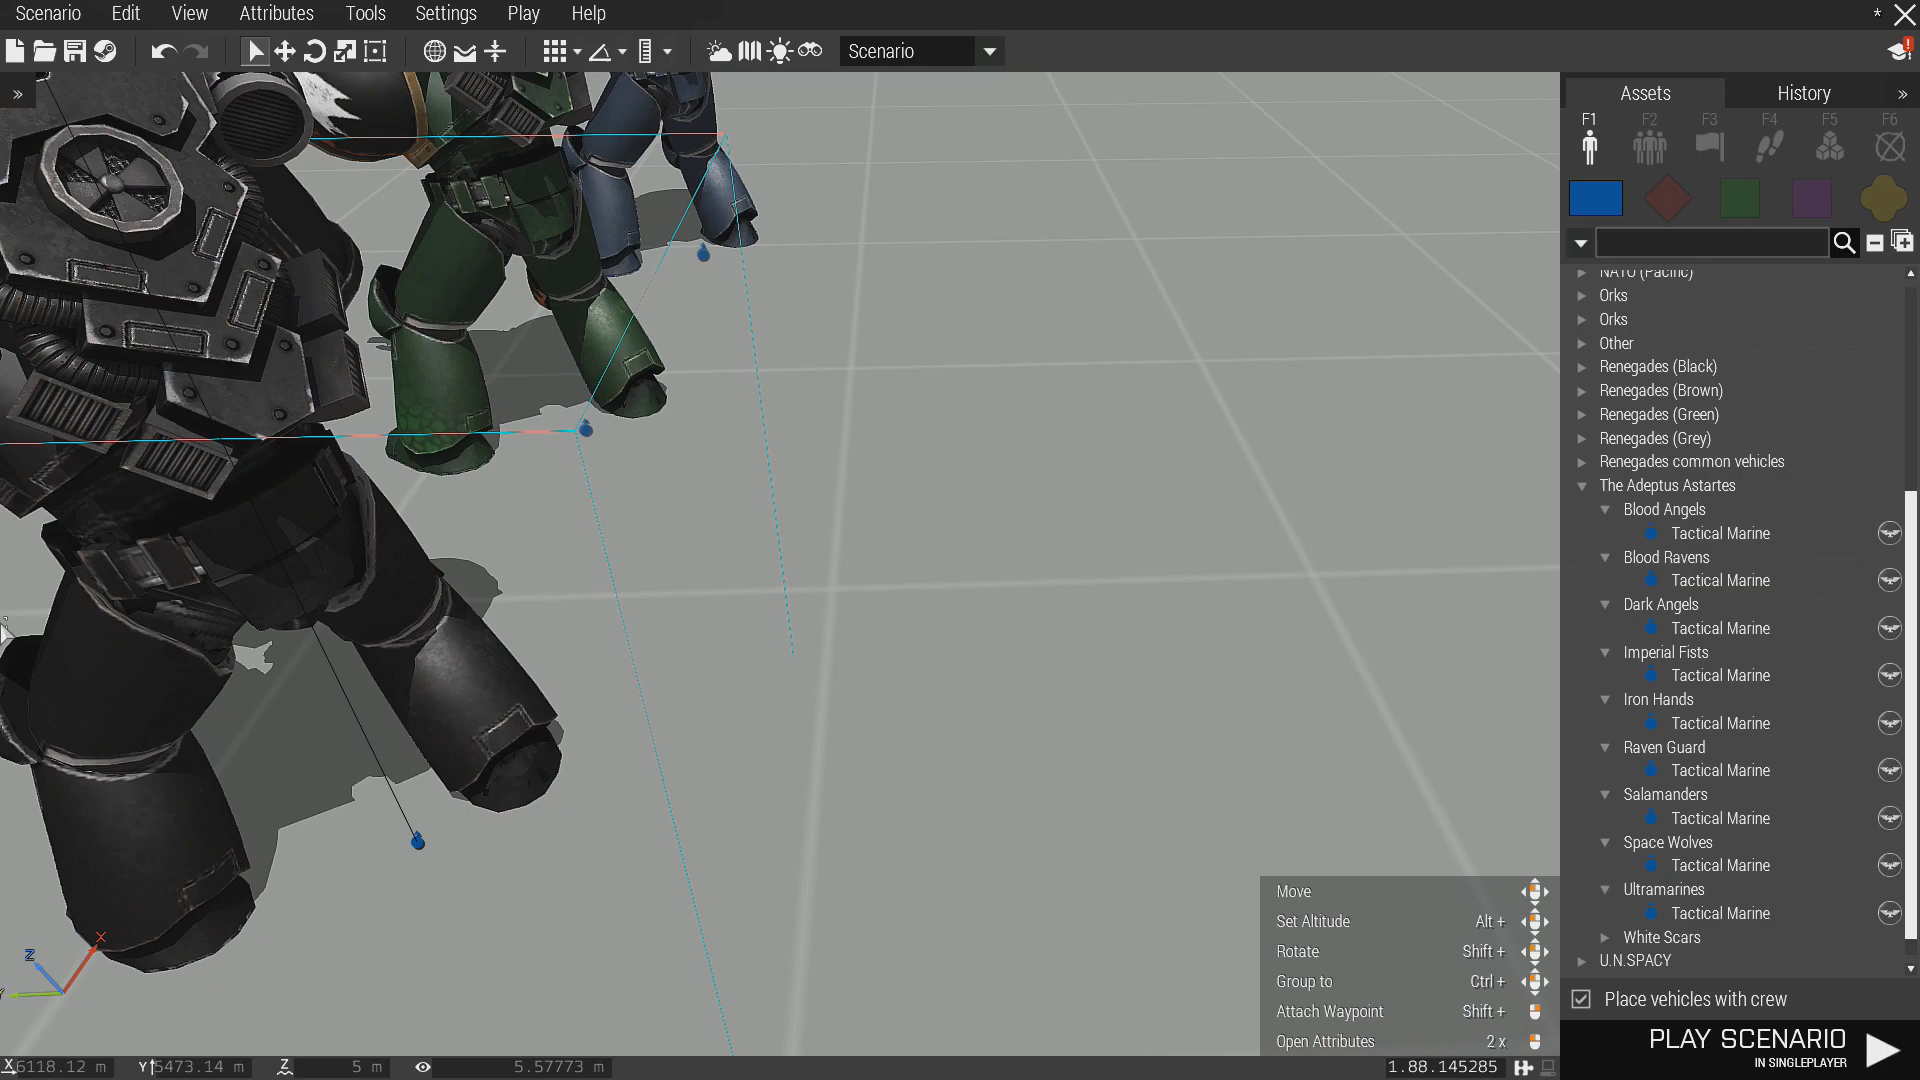 Scenario Edit View Attributes Tools Settings Play Help *
Scenario
Assets History
F1 F2 F3 F4 F5 F6
NATO (Pacific)
Orks
Orks
Other
Renegades (Black)
Renegades (Brown)
Renegades (Green)
Renegades (Grey)
Renegades common vehicles
The Adeptus Astartes
Blood Angels
Tactical Marine
Blood Ravens
Tactical Marine
Dark Angels
Tactical Marine
Imperial Fists
Tactical Marine
Iron Hands
Tactical Marine
Raven Guard
Tactical Marine
Salamanders
Tactical Marine
Space Wolves
Tactical Marine
Ultramarines
Tactical Marine
White Scars
U.N.SPACY
Place vehicles with crew
PLAY SCENARIO
IN SINGLEPLAYER
Move
Set Altitude Alt +
Rotate Shift +
Group to Ctrl +
Attach Waypoint Shift +
Open Attributes 2 x
X
Z
X 6118.12 m Y 5473.14 m Z 5 m 5.57773 m 1.88.145285